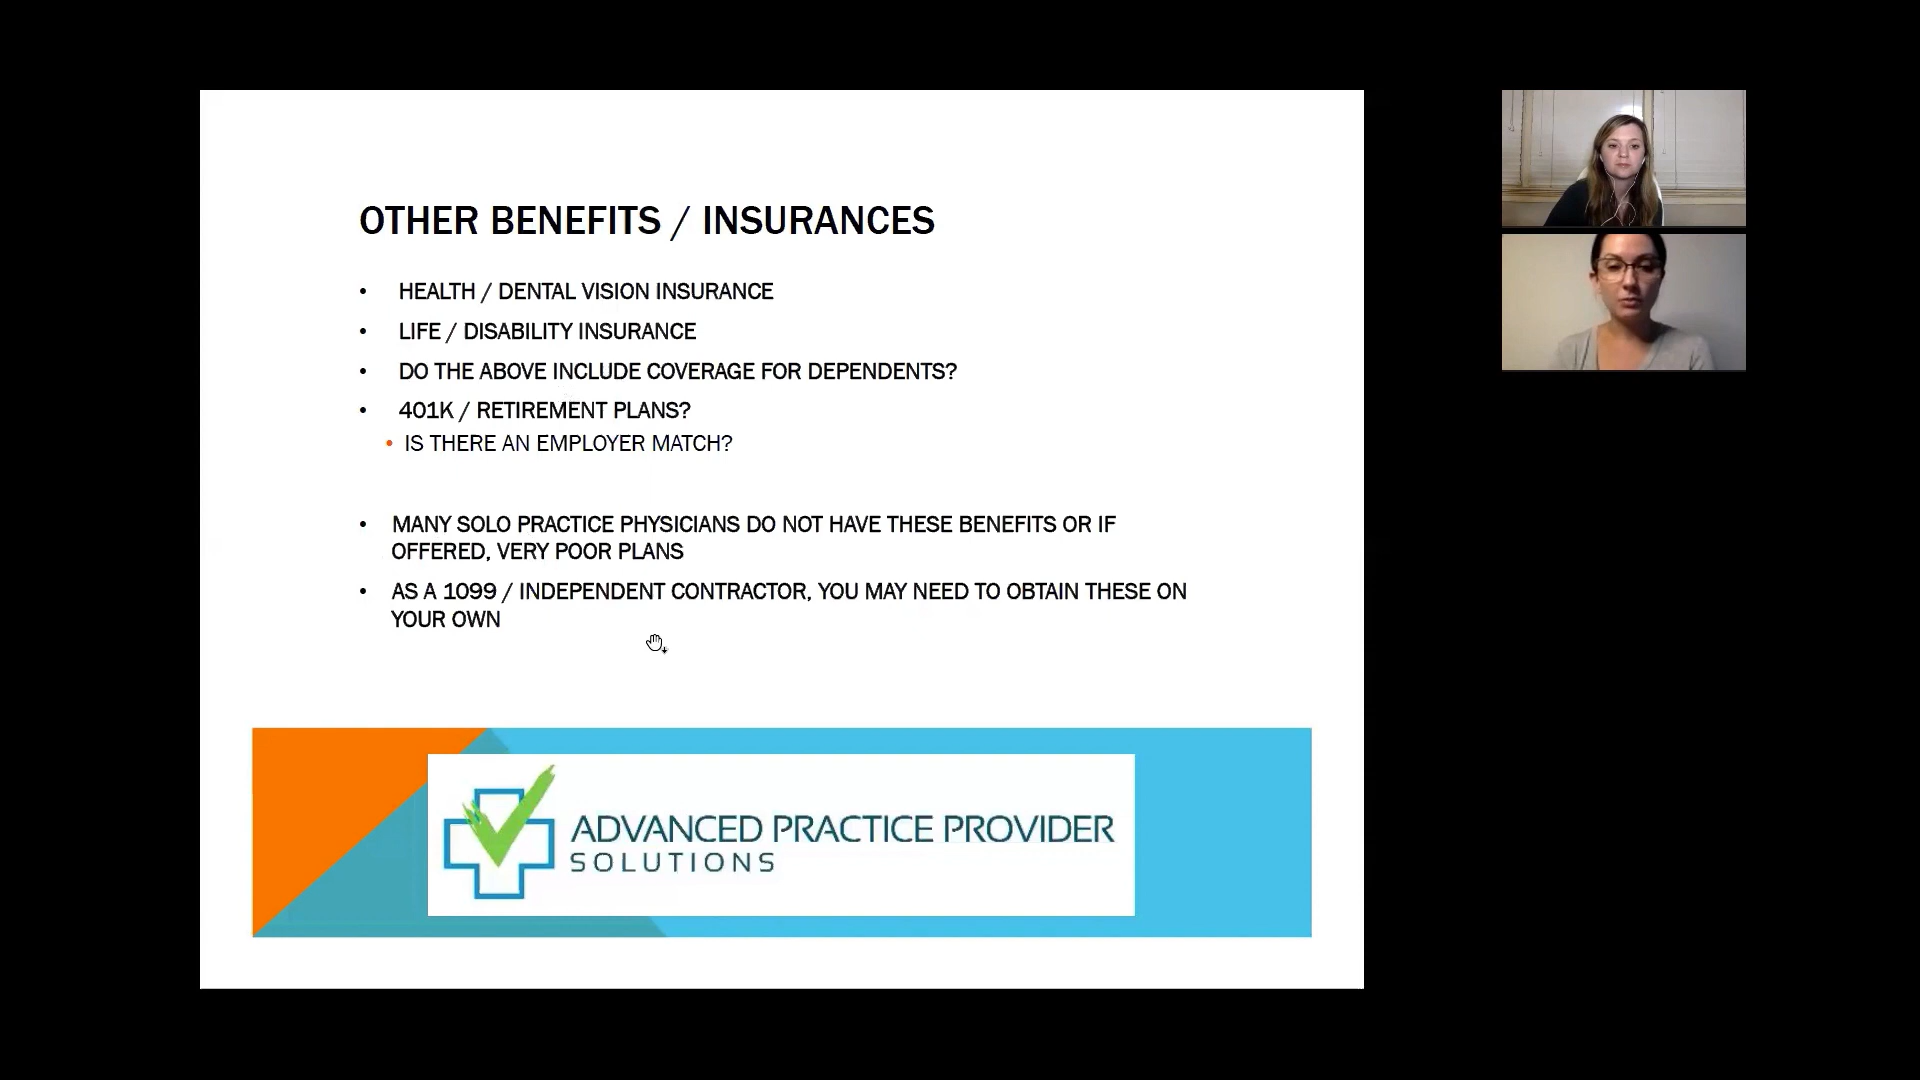 OTHER BENEFITS / INSURANCES
• HEALTH / DENTAL VISION INSURANCE
• LIFE / DISABILITY INSURANCE
• DO THE ABOVE INCLUDE COVERAGE FOR DEPENDENTS?
• 401K / RETIREMENT PLANS?
• IS THERE AN EMPLOYER MATCH?
• MANY SOLO PRACTICE PHYSICIANS DO NOT HAVE THESE BENEFITS OR IF
OFFERED, VERY POOR PLANS
• AS A 1099 / INDEPENDENT CONTRACTOR, YOU MAY NEED TO OBTAIN THESE ON
YOUR OWN
ADVANCED PRACTICE PROVIDER
SOLUTIONS